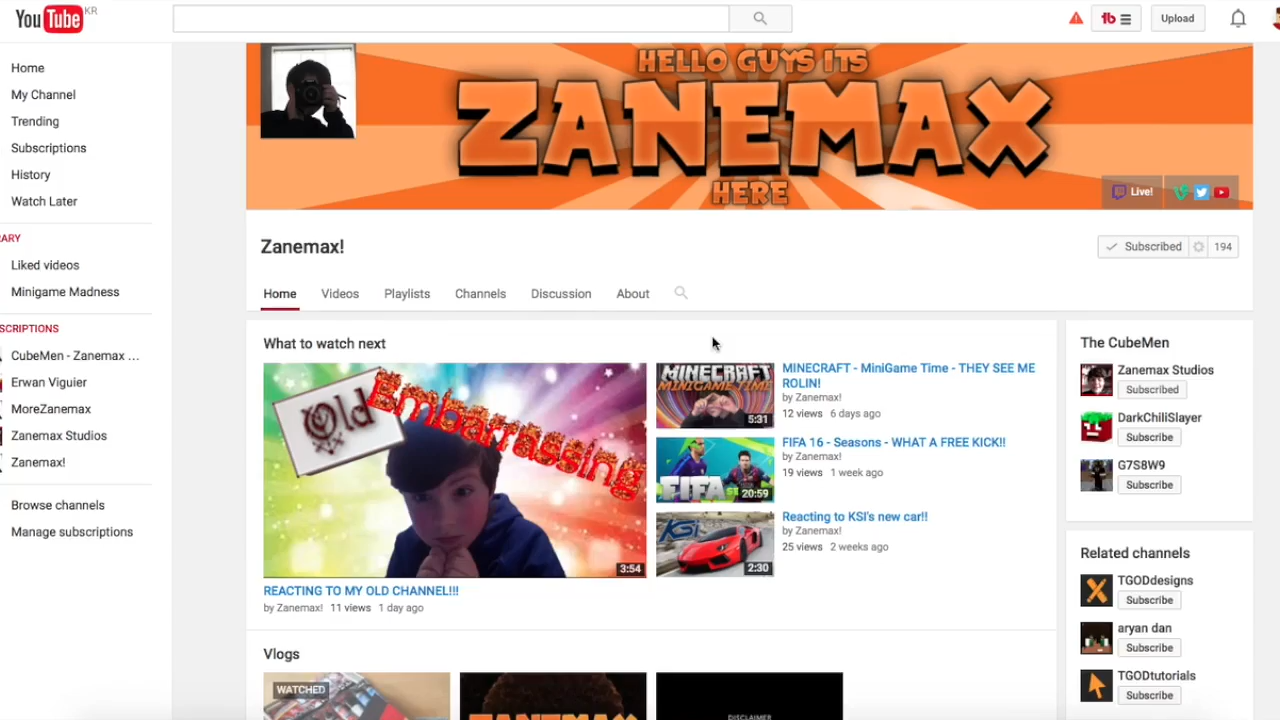 YouTube KR
Upload
Home
My Channel
Trending
Subscriptions
History
Watch Later
RARY
Liked videos
Minigame Madness
SCRIPTIONS
CubeMen - Zanemax ...
Erwan Viguier
MoreZanemax
Zanemax Studios
Zanemax!
Browse channels
Manage subscriptions
HELLO GUYS ITS
ZANEMAX
HERE
Live!
Zanemax!
Subscribed 194
Home Videos Playlists Channels Discussion About
What to watch next
Old
Embarrassing
3:54
REACTING TO MY OLD CHANNEL!!!
by Zanemax! 11 views 1 day ago
MINECRAFT
MINIGAME TIME
5:31
MINECRAFT - MiniGame Time - THEY SEE ME
ROLIN!
by Zanemax!
12 views 6 days ago
FIFA
20:59
FIFA 16 - Seasons - WHAT A FREE KICK!!
by Zanemax!
19 views 1 week ago
KSI
2:30
Reacting to KSI's new car!!
by Zanemax!
25 views 2 weeks ago
Vlogs
WATCHED
ZANEMAX
DISCLAIMER
The CubeMen
Zanemax Studios
Subscribed
DarkChiliSlayer
Subscribe
G7S8W9
Subscribe
Related channels
TGODdesigns
Subscribe
aryan dan
Subscribe
TGODtutorials
Subscribe